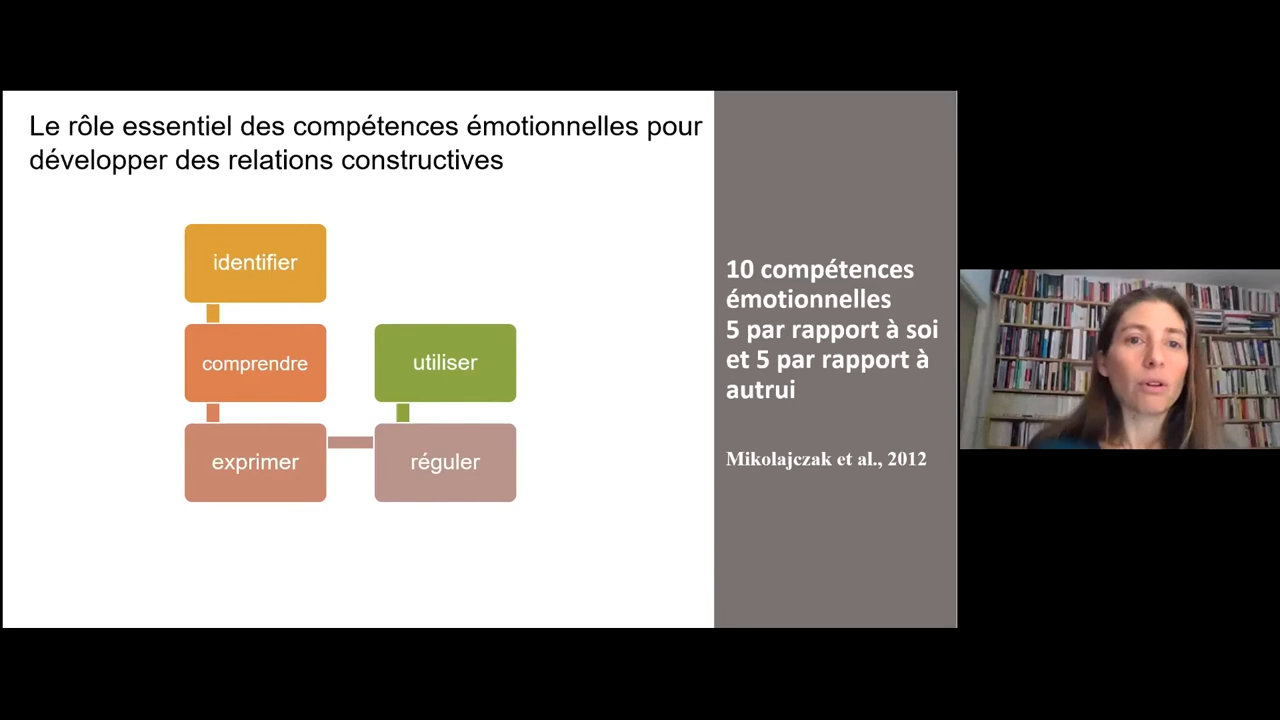 Le rôle essentiel des compétences émotionnelles pour
développer des relations constructives
identifier
comprendre
exprimer
réguler
utiliser
10 compétences
émotionnelles
5 par rapport à soi
et 5 par rapport à
autrui
Mikolajczak et al., 2012